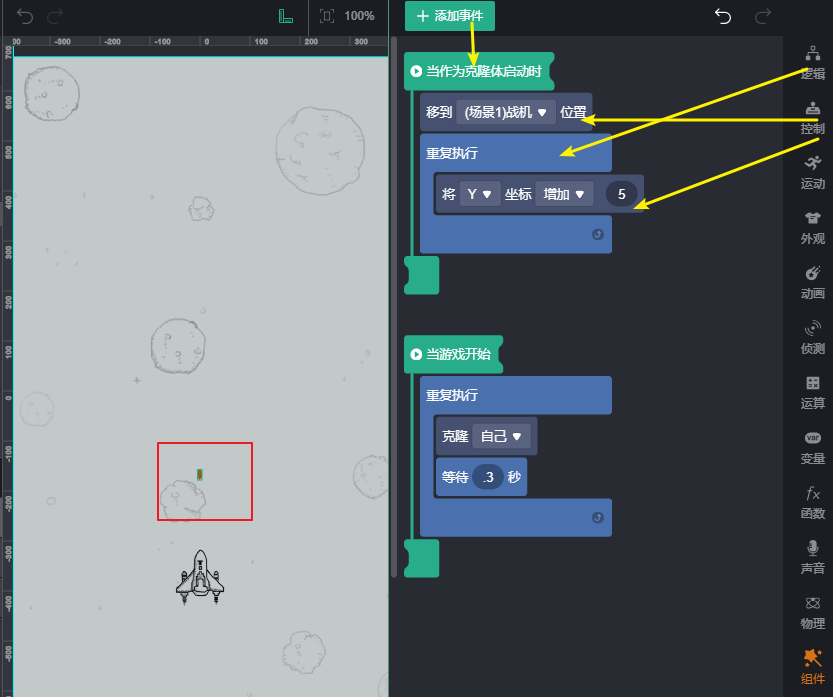 100%
添加事件
00 -300 -200 -100 0 100 200 300
700
600
500
400
300
200
100
0
-100
-200
-300
-400
-500
当作为克隆体启动时
移到 (场景1)战机 ▼ 位置
重复执行
将 Y ▼ 坐标 增加 ▼ 5
当游戏开始
重复执行
克隆 自己 ▼
等待 .3 秒
逻辑
控制
运动
外观
动画
侦测
运算
var
变量
fx
函数
声音
物理
组件